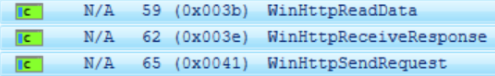 C N/A 59 (0x003b) WinHttpReadData
C N/A 62 (0x003e) WinHttpReceiveResponse
C N/A 65 (0x0041) WinHttpSendRequest